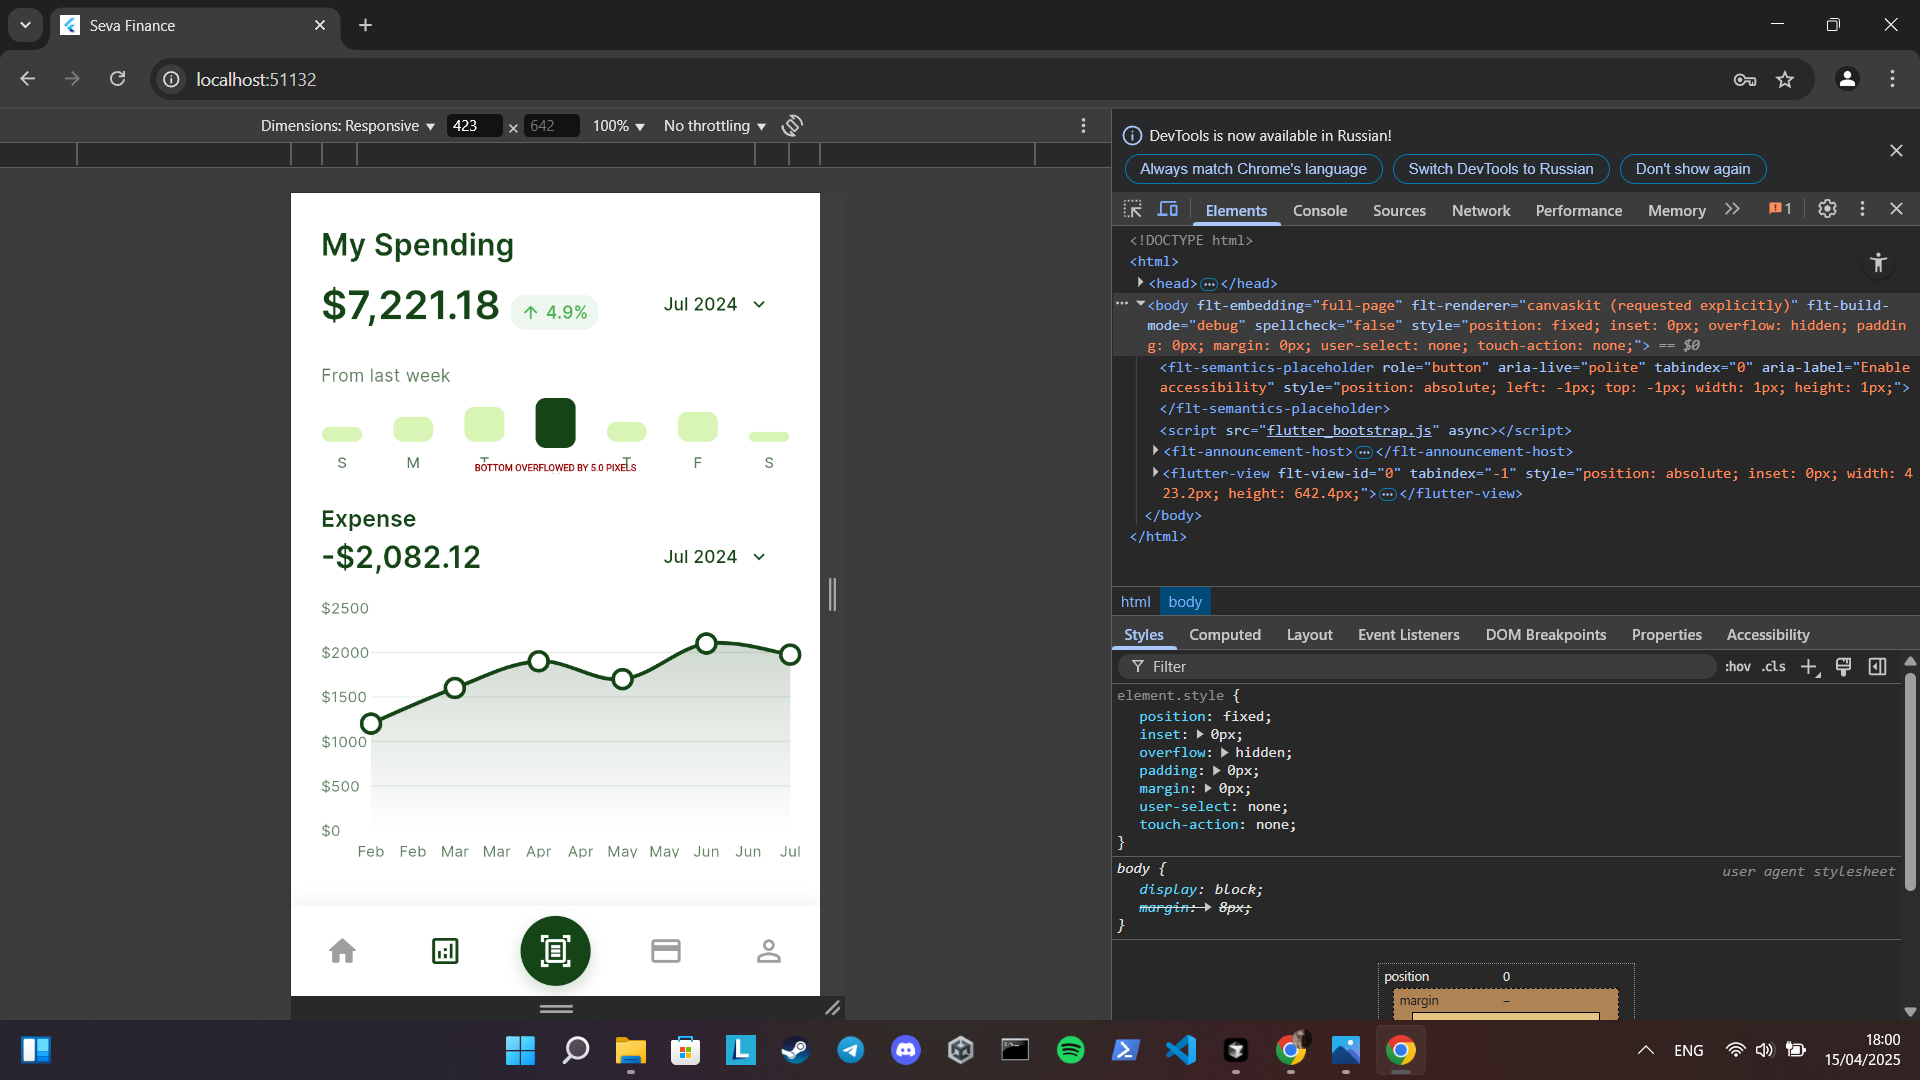 Seva Finance
localhost:51132
Dimensions: Responsive 423 × 642 100% No throttling
My Spending
$7,221.18 ↑ 4.9% Jul 2024
From last week
S M T T F S
BOTTOM OVERFLOWED BY 5.0 PIXELS
Expense
-$2,082.12 Jul 2024
$2500
$2000
$1500
$1000
$500
$0
Feb Feb Mar Mar Apr Apr May May Jun Jun Jul
DevTools is now available in Russian!
Always match Chrome's language Switch DevTools to Russian Don't show again
Elements Console Sources Network Performance Memory 1
<!DOCTYPE html>
<html>
<head> ⋯ </head>
<body flt-embedding="full-page" flt-renderer="canvaskit (requested explicitly)" flt-build-
mode="debug" spellcheck="false" style="position: fixed; inset: 0px; overflow: hidden; paddin
g: 0px; margin: 0px; user-select: none; touch-action: none;"> == $0
<flt-semantics-placeholder role="button" aria-live="polite" tabindex="0" aria-label="Enable
accessibility" style="position: absolute; left: -1px; top: -1px; width: 1px; height: 1px;">
</flt-semantics-placeholder>
<script src="flutter_bootstrap.js" async></script>
<flt-announcement-host> ⋯ </flt-announcement-host>
<flutter-view flt-view-id="0" tabindex="-1" style="position: absolute; inset: 0px; width: 4
23.2px; height: 642.4px;"> ⋯ </flutter-view>
</body>
</html>
html body
Styles Computed Layout Event Listeners DOM Breakpoints Properties Accessibility
Filter :hov .cls
element.style {
position: fixed;
inset: 0px;
overflow: hidden;
padding: 0px;
margin: 0px;
user-select: none;
touch-action: none;
}
body { user agent stylesheet
display: block;
margin: 8px;
}
position 0
margin –
ENG
18:00
15/04/2025